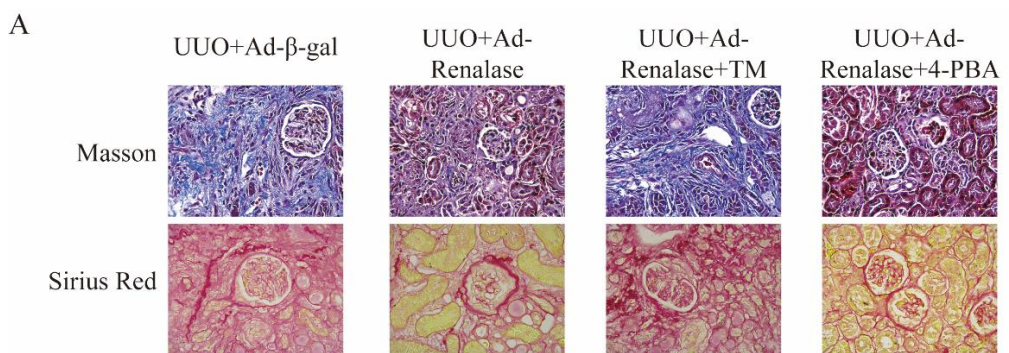 A
UUO+Ad-β-gal
UUO+Ad-
Renalase
UUO+Ad-
Renalase+TM
UUO+Ad-
Renalase+4-PBA
Masson
Sirius Red